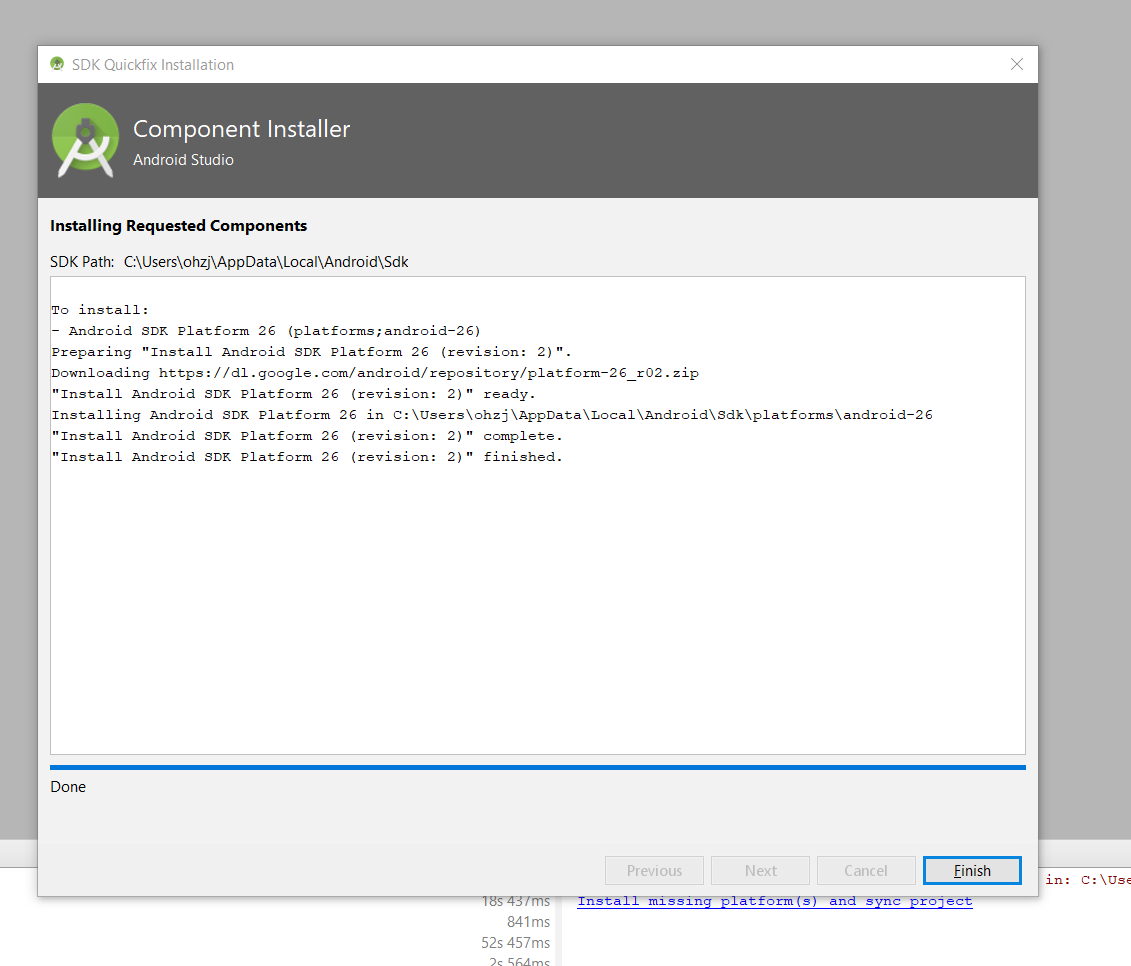 SDK Quickfix Installation
Component Installer
Android Studio
Installing Requested Components
SDK Path: C:\Users\ohzj\AppData\Local\Android\Sdk
To install:
- Android SDK Platform 26 (platforms;android-26)
Preparing "Install Android SDK Platform 26 (revision: 2)".
Downloading https://dl.google.com/android/repository/platform-26_r02.zip
"Install Android SDK Platform 26 (revision: 2)" ready.
Installing Android SDK Platform 26 in C:\Users\ohzj\AppData\Local\Android\Sdk\platforms\android-26
"Install Android SDK Platform 26 (revision: 2)" complete.
"Install Android SDK Platform 26 (revision: 2)" finished.
Done
Previous Next Cancel Finish
in: C:\Use
18s 437ms Install missing platform(s) and sync project
841ms
52s 457ms
2s 564ms